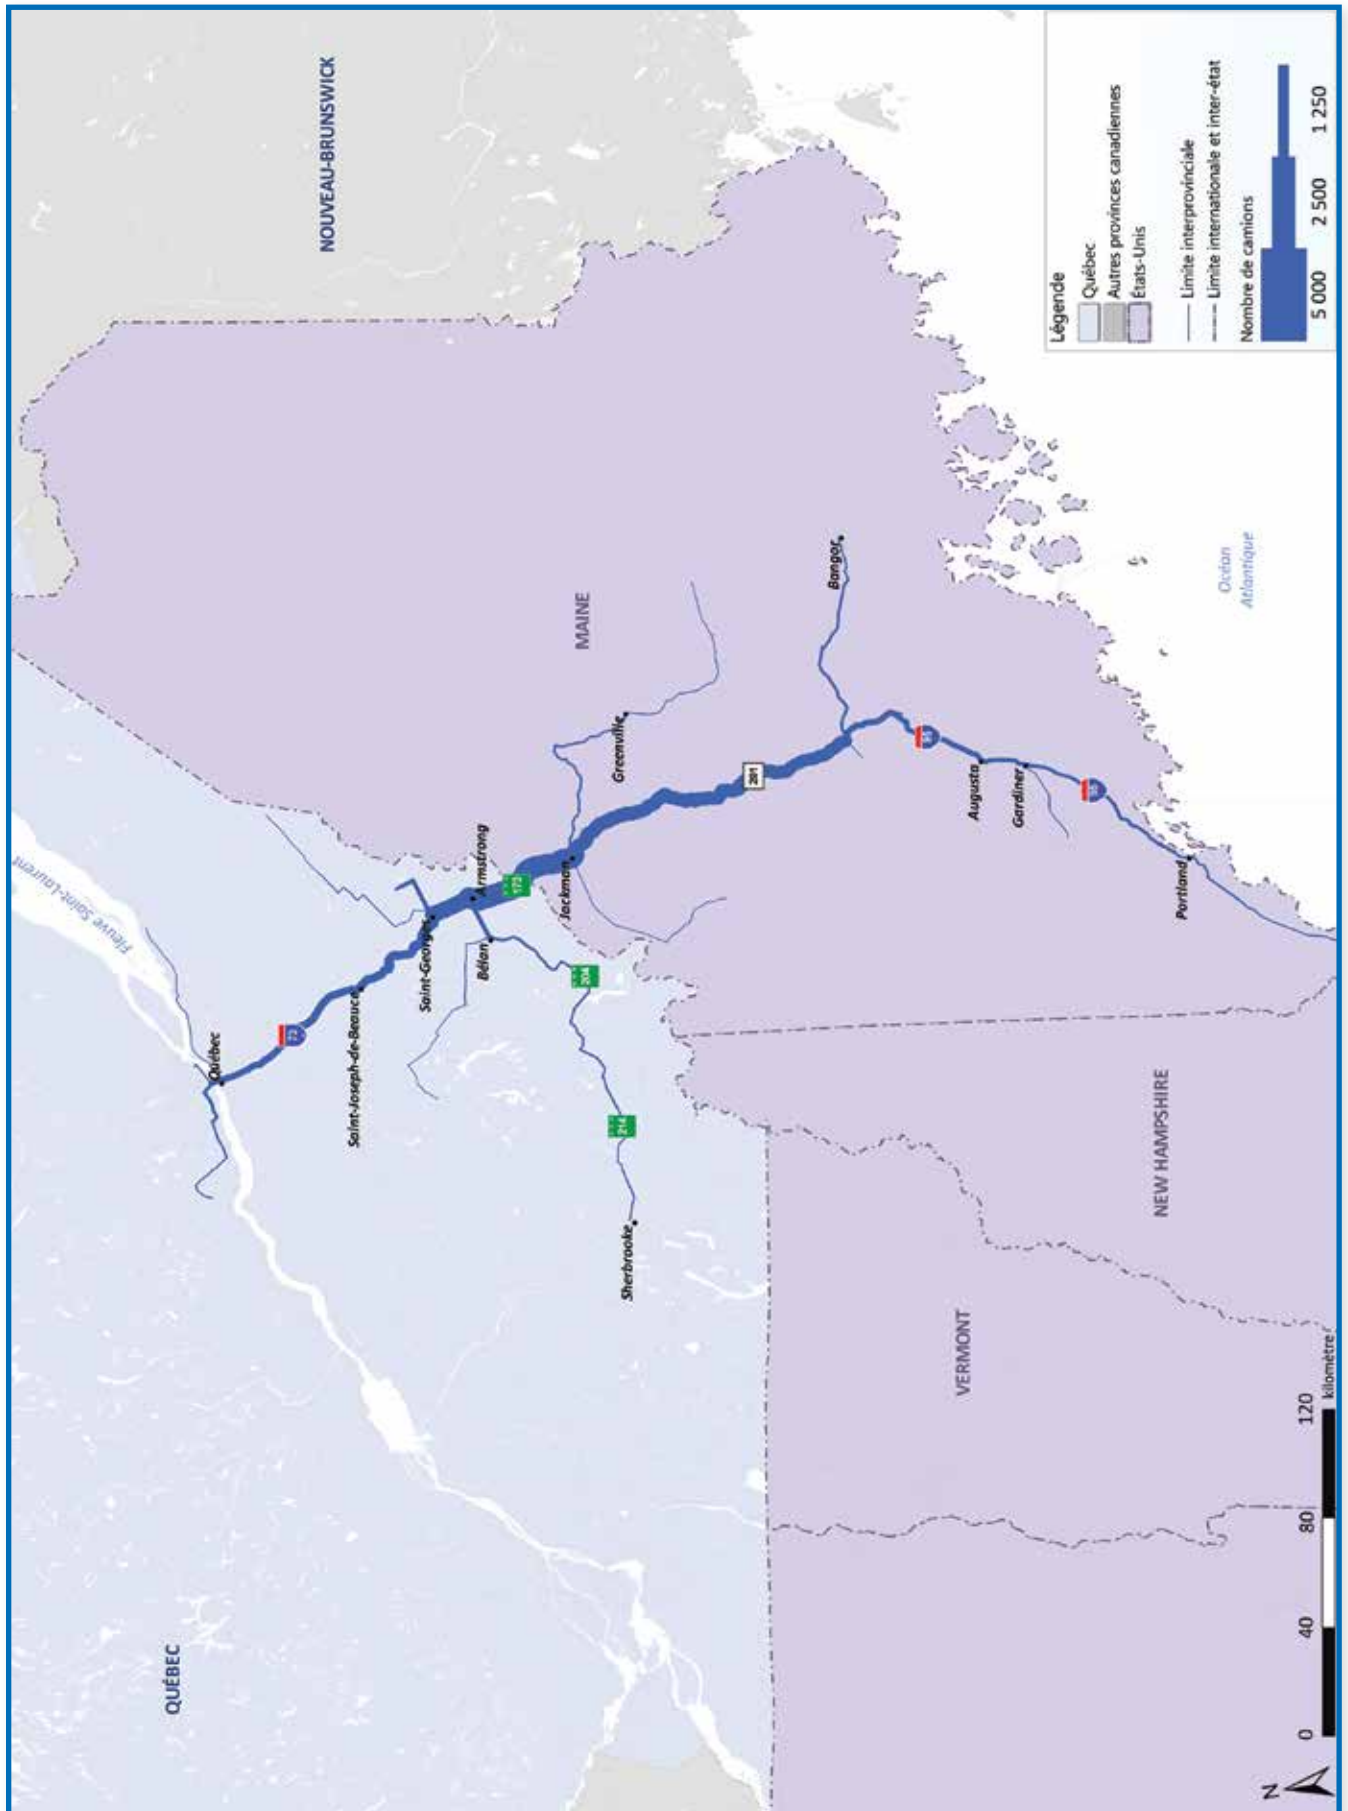 Fleuve Saint-Laurent
QUÉBEC
Québec
73
NOUVEAU-BRUNSWICK
Saint-Joseph-de-Beauce
Saint-Georges
Armstrong
Bélan
173
Jackman
MAINE
204
Greenville
214
Sherbrooke
201
Bangor
VERMONT
Augusta
Gardiner
NEW HAMPSHIRE
Portland
Océan
Atlantique
Légende
Québec
Autres provinces canadiennes
États-Unis
Limite interprovinciale
Limite internationale et inter-état
Nombre de camions
5 000 2 500 1 250
N
0 40 80 120
kilomètre